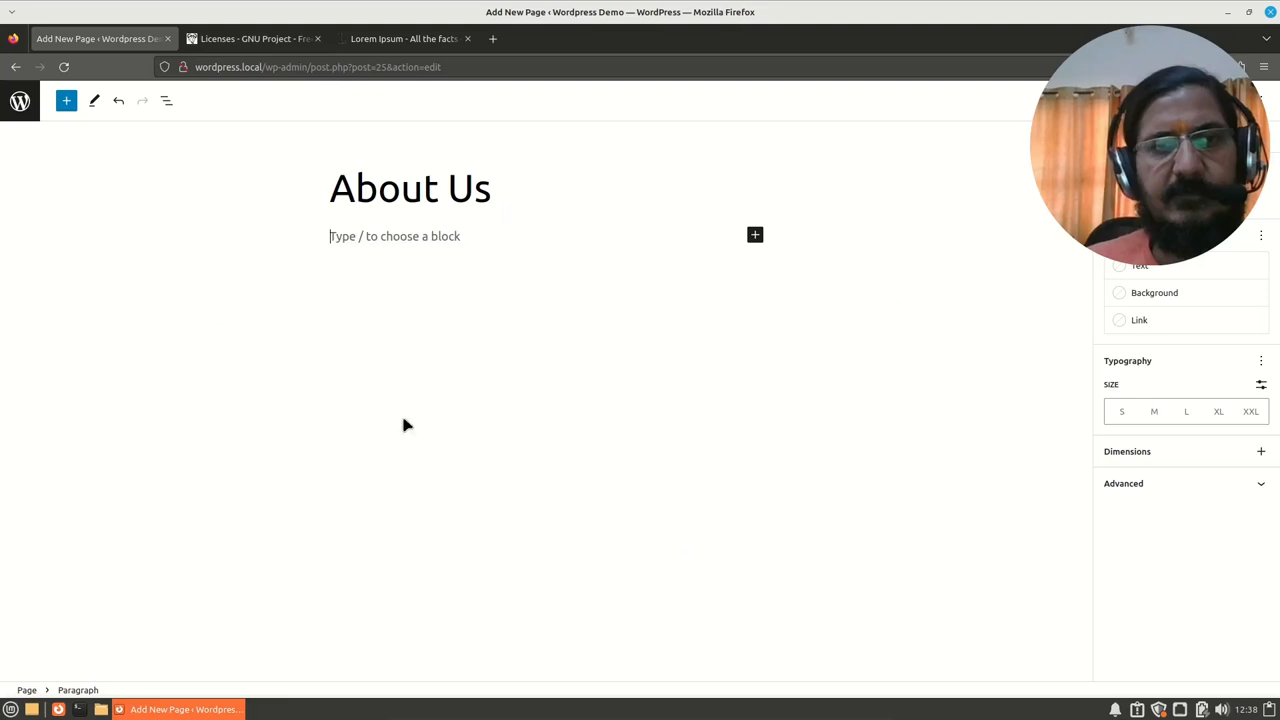 Add New Page ‹ Wordpress Demo — WordPress — Mozilla Firefox
Add New Page ‹ Wordpress De
Licenses - GNU Project - Fre
Lorem Ipsum - All the facts
wordpress.local/wp-admin/post.php?post=25&action=edit
About Us
Type / to choose a block
Text
Background
Link
Typography
SIZE
S M L XL XXL
Dimensions
Advanced
Page › Paragraph
Add New Page ‹ Wordpres...
12:38